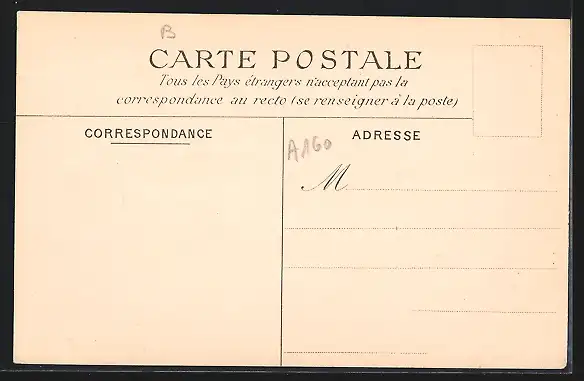 B
CARTE POSTALE
Tous les Pays étrangers n'acceptant pas la
correspondance au recto (se renseigner à la poste)
CORRESPONDANCE
A160
ADRESSE
M